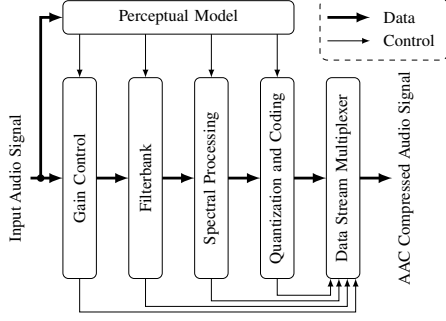 Perceptual Model
Data
Control
Input Audio Signal
Gain Control
Filterbank
Spectral Processing
Quantization and Coding
Data Stream Multiplexer
AAC Compressed Audio Signal